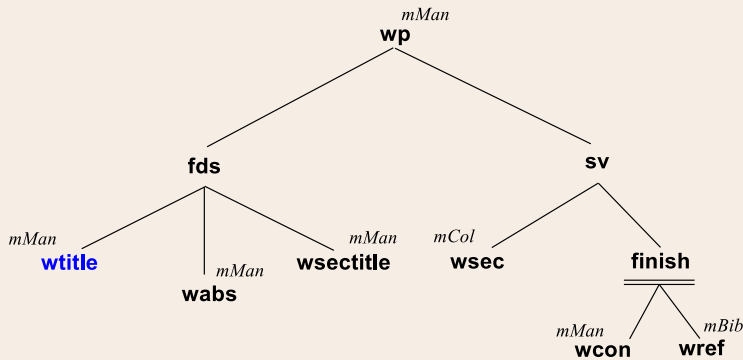 mMan
wp
fds
sv
mMan
wtitle
mMan
wabs
mMan
wsectitle
mCol
wsec
finish
mMan
wcon
mBib
wref